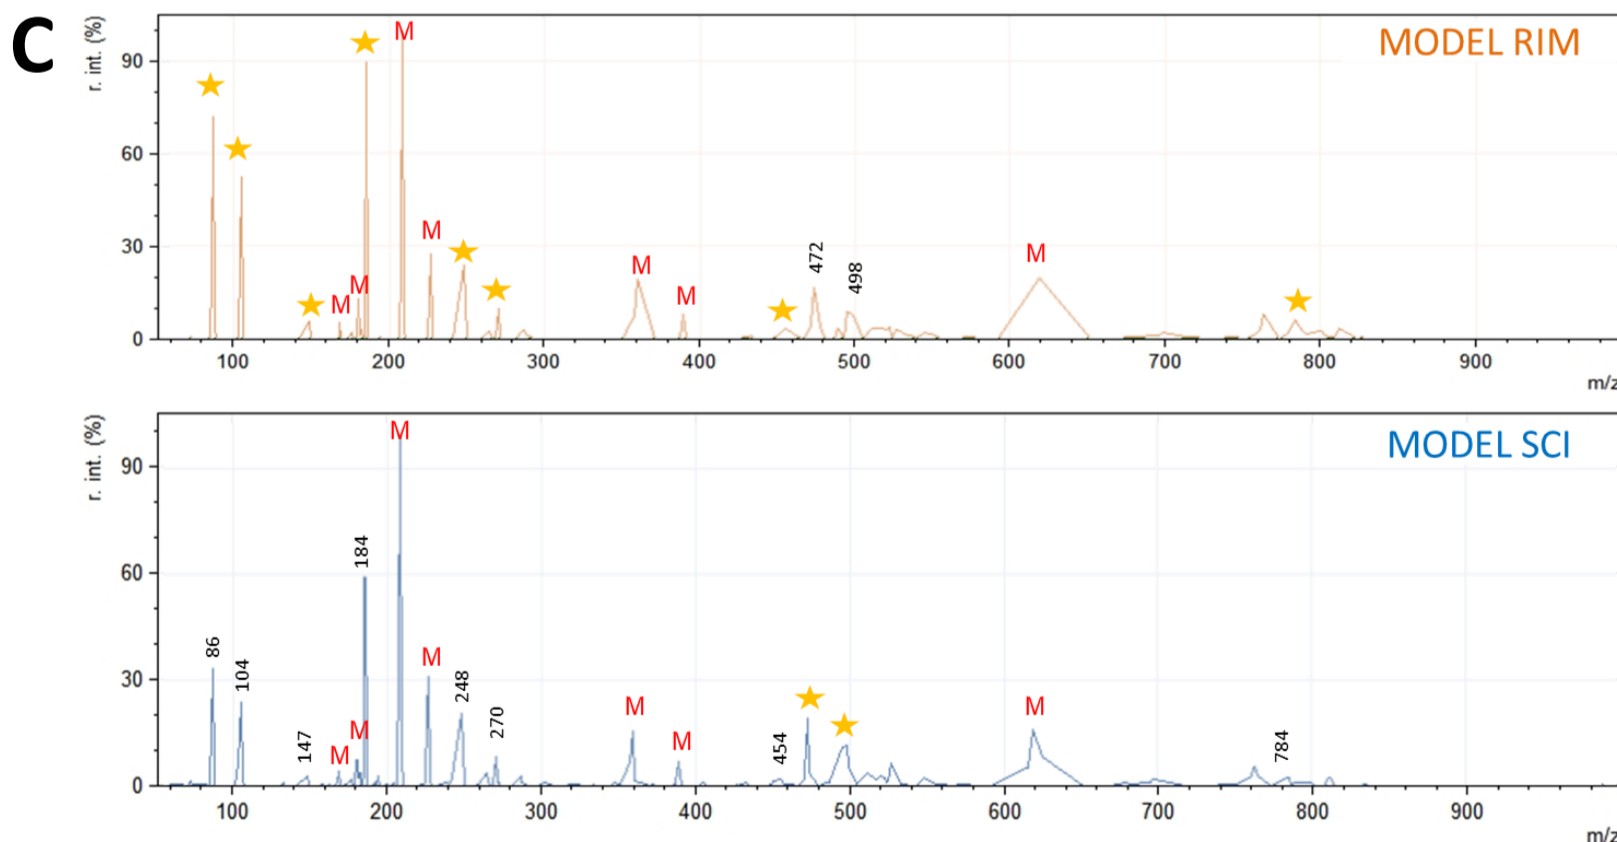 C
MODEL RIM
r. int. (%)
90
60
30
0
M
M
M
M
M
M
472
498
M
100
200
300
400
500
600
700
800
900
m/z
MODEL SCI
r. int. (%)
90
60
30
0
86
104
147
M
M
184
M
M
248
270
M
M
454
M
784
100
200
300
400
500
600
700
800
900
m/z